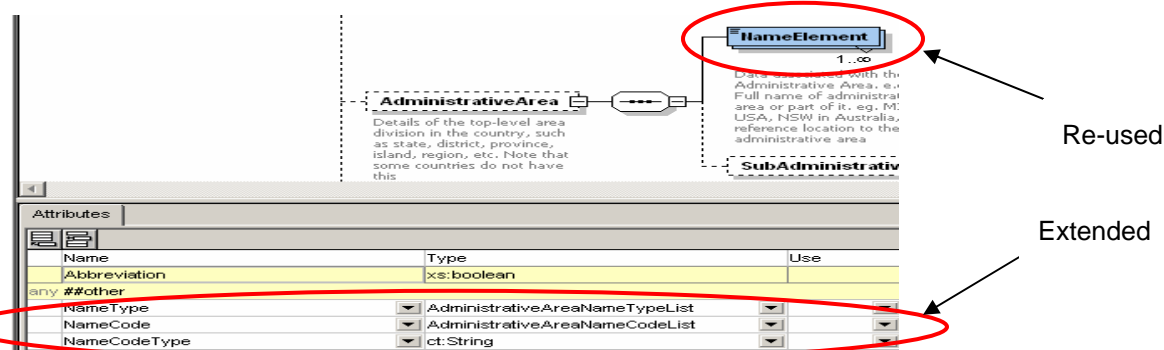 NameElement
1..∞
Data associated with the
Administrative Area. e.
Full name of administra
area or part of it. eg. MI
USA, NSW in Australia,
reference location to the
administrative area
AdministrativeArea
Details of the top-level area
division in the country, such
as state, district, province,
island, region, etc. Note that
some countries do not have
this
SubAdministrativ
Re-used
Extended
Attributes
Name Type Use
Abbreviation xs:boolean
any ##other
NameType AdministrativeAreaNameTypeList
NameCode AdministrativeAreaNameCodeList
NameCodeType ct:String